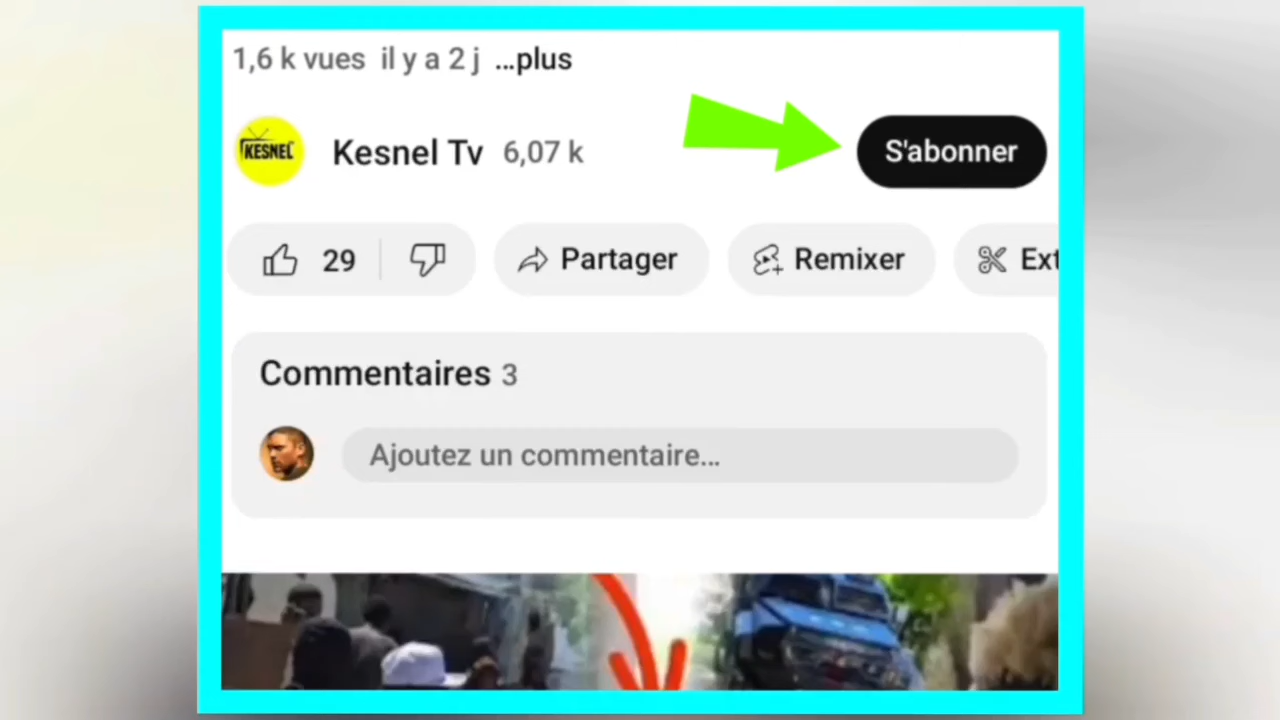 1,6 k vues il y a 2 j ...plus
KESNEL
Kesnel Tv 6,07 k
S'abonner
29
Partager
Remixer
Ext
Commentaires 3
Ajoutez un commentaire...